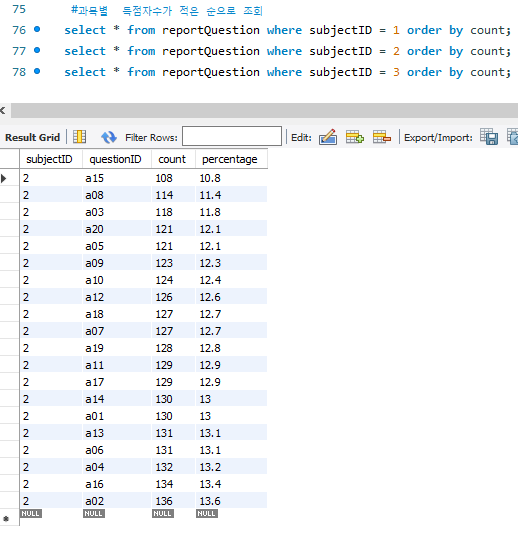 75 #과목별 득점자수가 적은 순으로 조회
76 select * from reportQuestion where subjectID = 1 order by count;
77 select * from reportQuestion where subjectID = 2 order by count;
78 select * from reportQuestion where subjectID = 3 order by count;
Result Grid Filter Rows: Edit: Export/Import:
subjectID questionID count percentage
2 a15 108 10.8
2 a08 114 11.4
2 a03 118 11.8
2 a20 121 12.1
2 a05 121 12.1
2 a09 123 12.3
2 a10 124 12.4
2 a12 126 12.6
2 a18 127 12.7
2 a07 127 12.7
2 a19 128 12.8
2 a11 129 12.9
2 a17 129 12.9
2 a14 130 13
2 a01 130 13
2 a13 131 13.1
2 a06 131 13.1
2 a04 132 13.2
2 a16 134 13.4
2 a02 136 13.6
NULL NULL NULL NULL